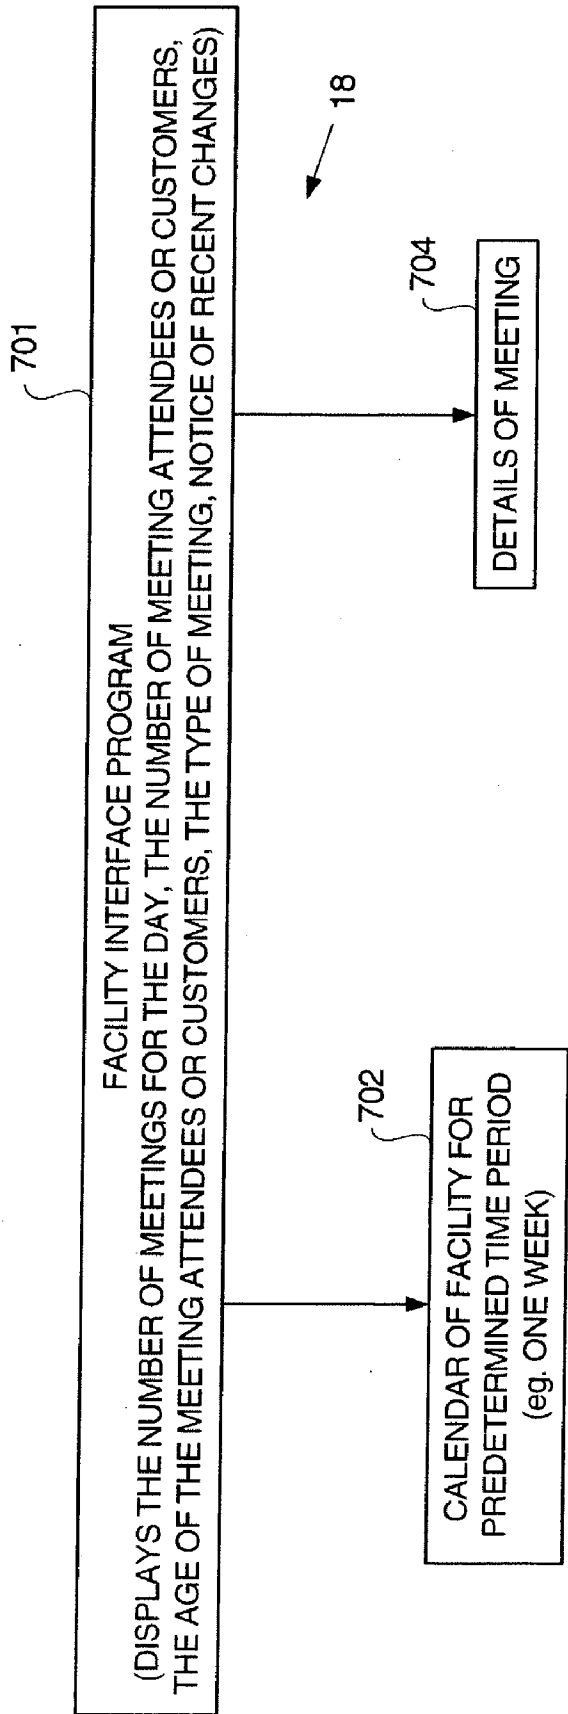 701
FACILITY INTERFACE PROGRAM
(DISPLAYS THE NUMBER OF MEETINGS FOR THE DAY, THE NUMBER OF MEETING ATTENDEES OR CUSTOMERS,
THE AGE OF THE MEETING ATTENDEES OR CUSTOMERS, THE TYPE OF MEETING, NOTICE OF RECENT CHANGES)
18
702
CALENDAR OF FACILITY FOR
PREDETERMINED TIME PERIOD
(eg. ONE WEEK)
704
DETAILS OF MEETING